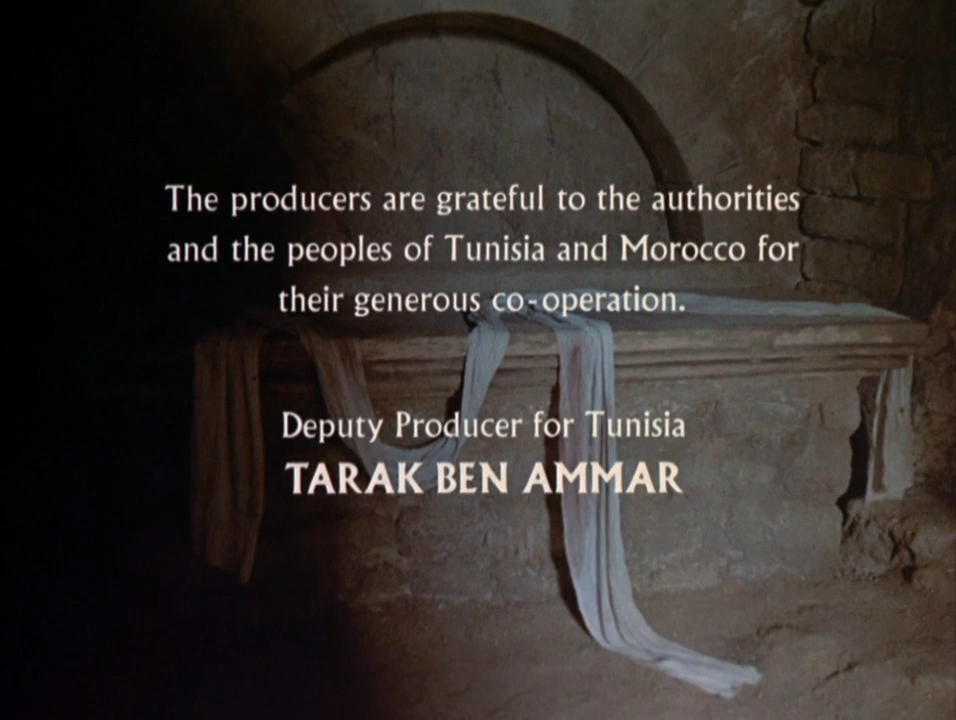 The producers are grateful to the authorities
and the peoples of Tunisia and Morocco for
their generous co-operation.
Deputy Producer for Tunisia
TARAK BEN AMMAR